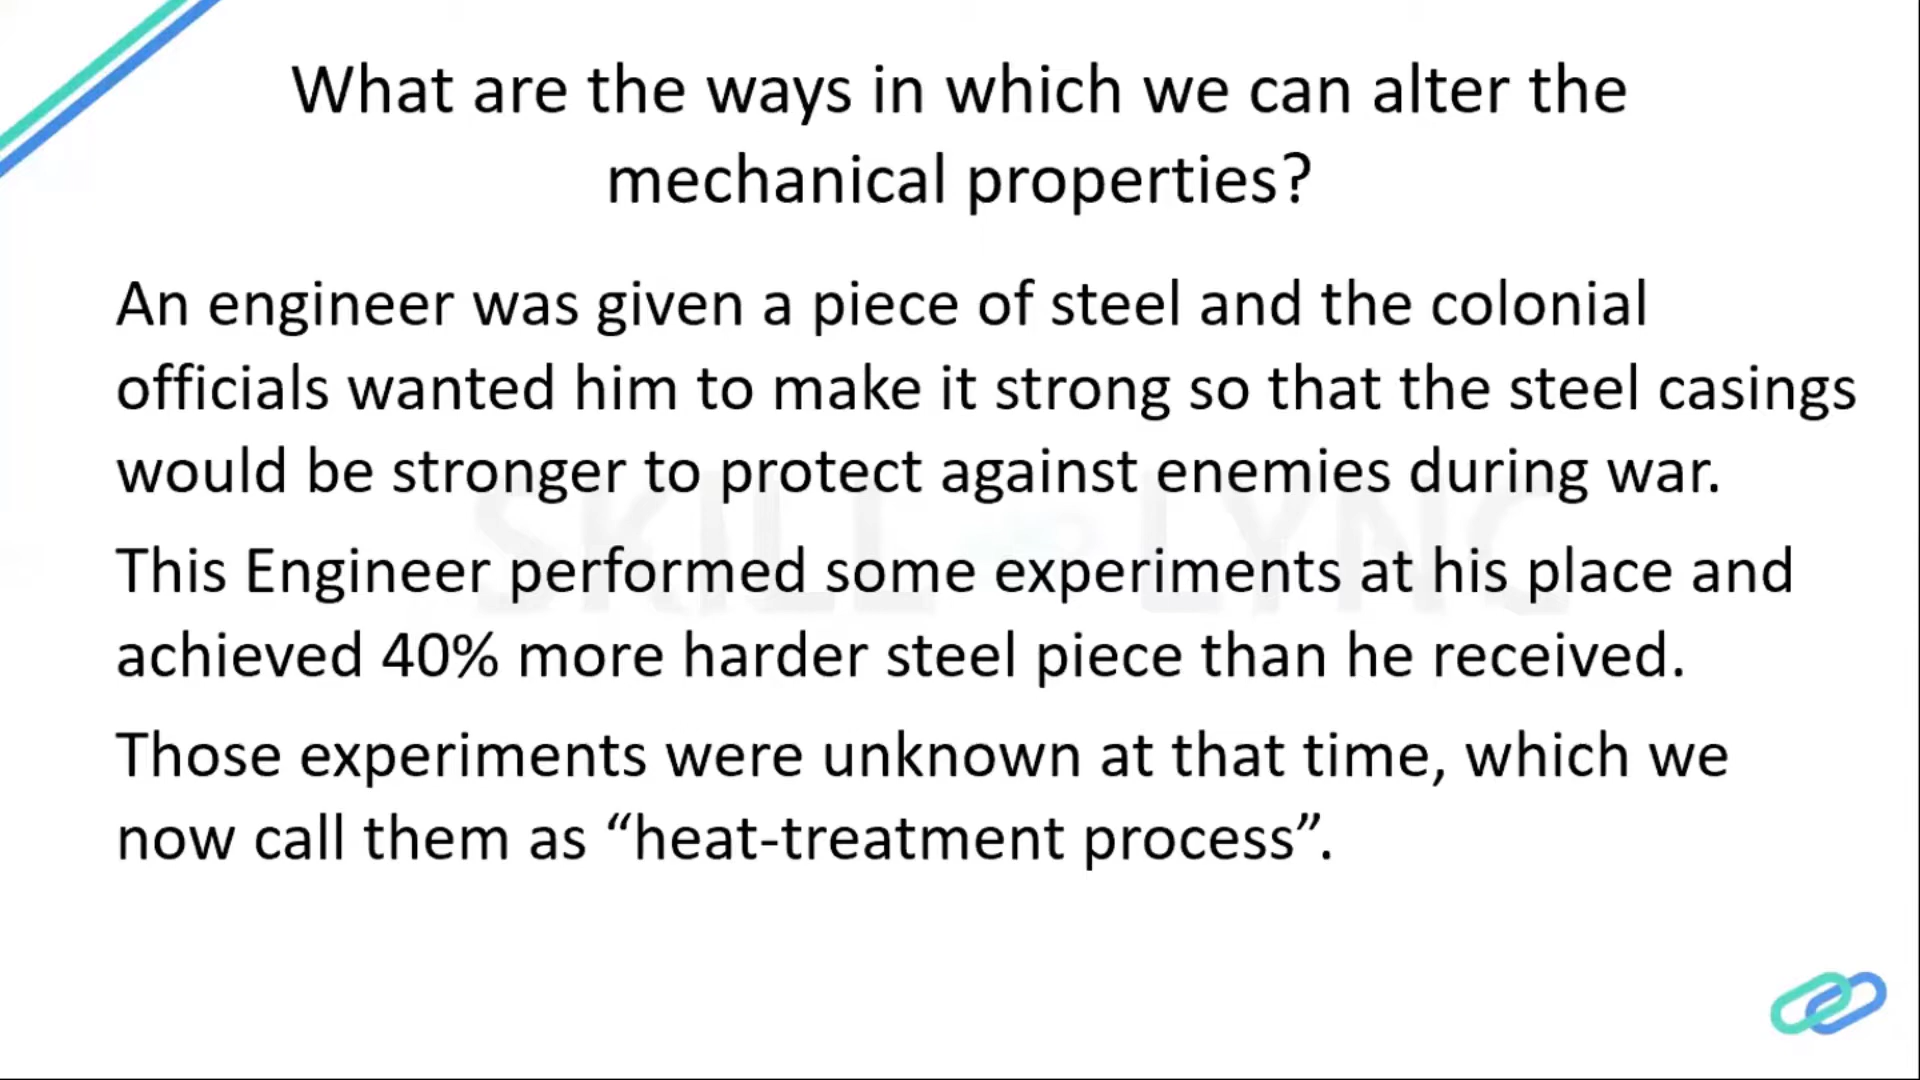 What are the ways in which we can alter the
mechanical properties?
An engineer was given a piece of steel and the colonial
officials wanted him to make it strong so that the steel casings
would be stronger to protect against enemies during war.
This Engineer performed some experiments at his place and
achieved 40% more harder steel piece than he received.
Those experiments were unknown at that time, which we
now call them as “heat-treatment process”.
SKILL LYNC